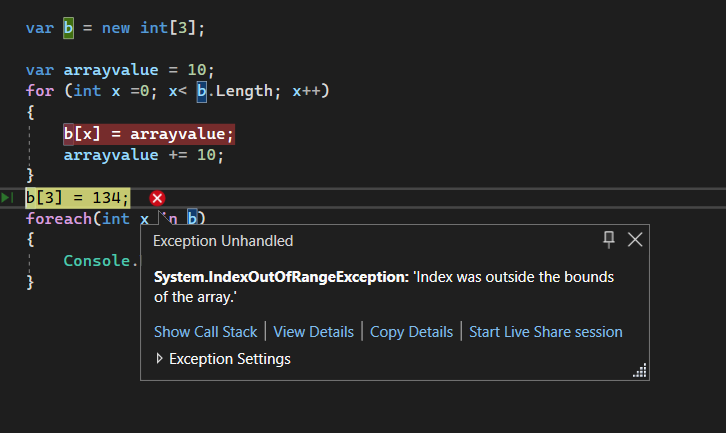 var b = new int[3];
var arrayvalue = 10;
for (int x =0; x< b.Length; x++)
{
b[x] = arrayvalue;
arrayvalue += 10;
}
b[3] = 134;
foreach(int x in b)
{
Console.
}
Exception Unhandled
System.IndexOutOfRangeException: 'Index was outside the bounds
of the array.'
Show Call Stack | View Details | Copy Details | Start Live Share session
Exception Settings